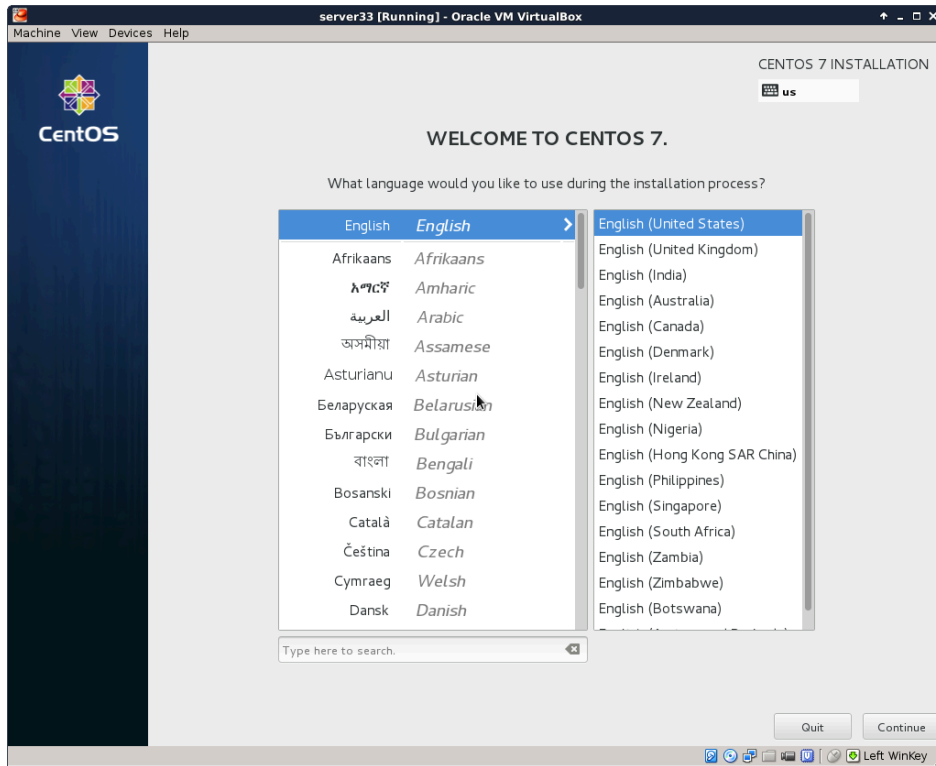 server33 [Running] - Oracle VM VirtualBox
Machine View Devices Help
CENTOS 7 INSTALLATION
us
CentOS
WELCOME TO CENTOS 7.
What language would you like to use during the installation process?
English English
Afrikaans Afrikaans
አማርኛ Amharic
العربية Arabic
অসমীয়া Assamese
Asturianu Asturian
Беларуская Belarusian
Български Bulgarian
বাংলা Bengali
Bosanski Bosnian
Català Catalan
Čeština Czech
Cymraeg Welsh
Dansk Danish
English (United States)
English (United Kingdom)
English (India)
English (Australia)
English (Canada)
English (Denmark)
English (Ireland)
English (New Zealand)
English (Nigeria)
English (Hong Kong SAR China)
English (Philippines)
English (Singapore)
English (South Africa)
English (Zambia)
English (Zimbabwe)
English (Botswana)
Type here to search.
Quit Continue
Left WinKey